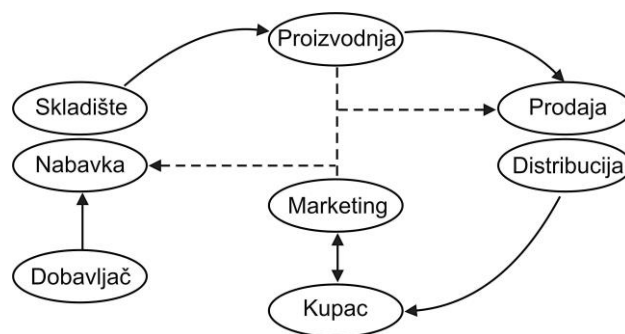 Proizvodnja
Skladište
Prodaja
Nabavka
Distribucija
Marketing
Dobavljač
Kupac